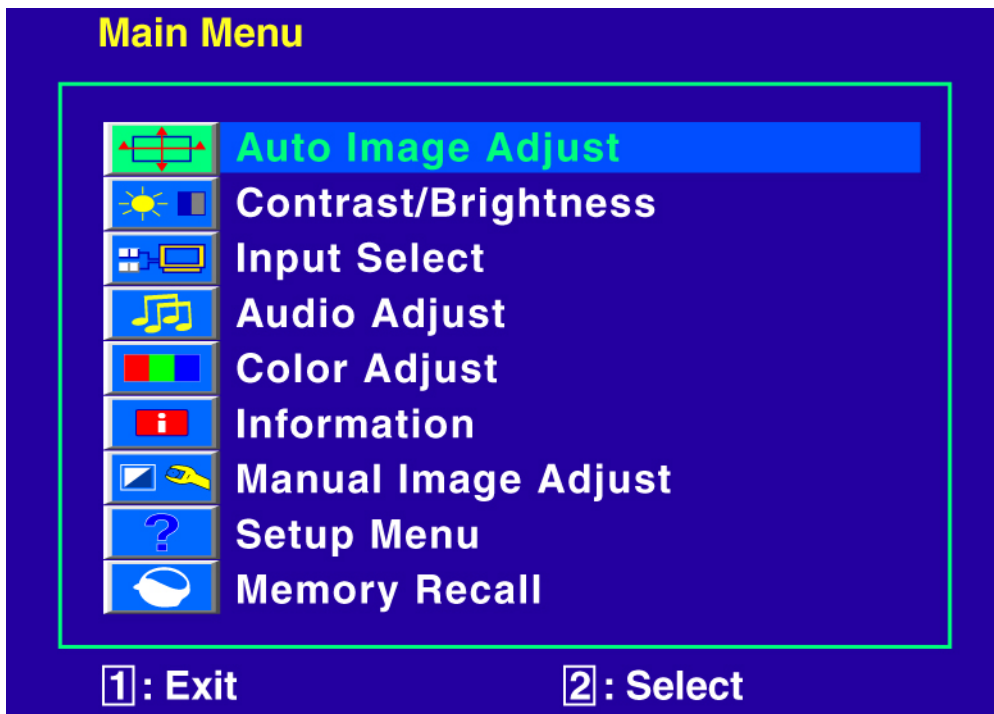 Main Menu
Auto Image Adjust
Contrast/Brightness
Input Select
Audio Adjust
Color Adjust
i Information
Manual Image Adjust
? Setup Menu
Memory Recall
1: Exit 2: Select